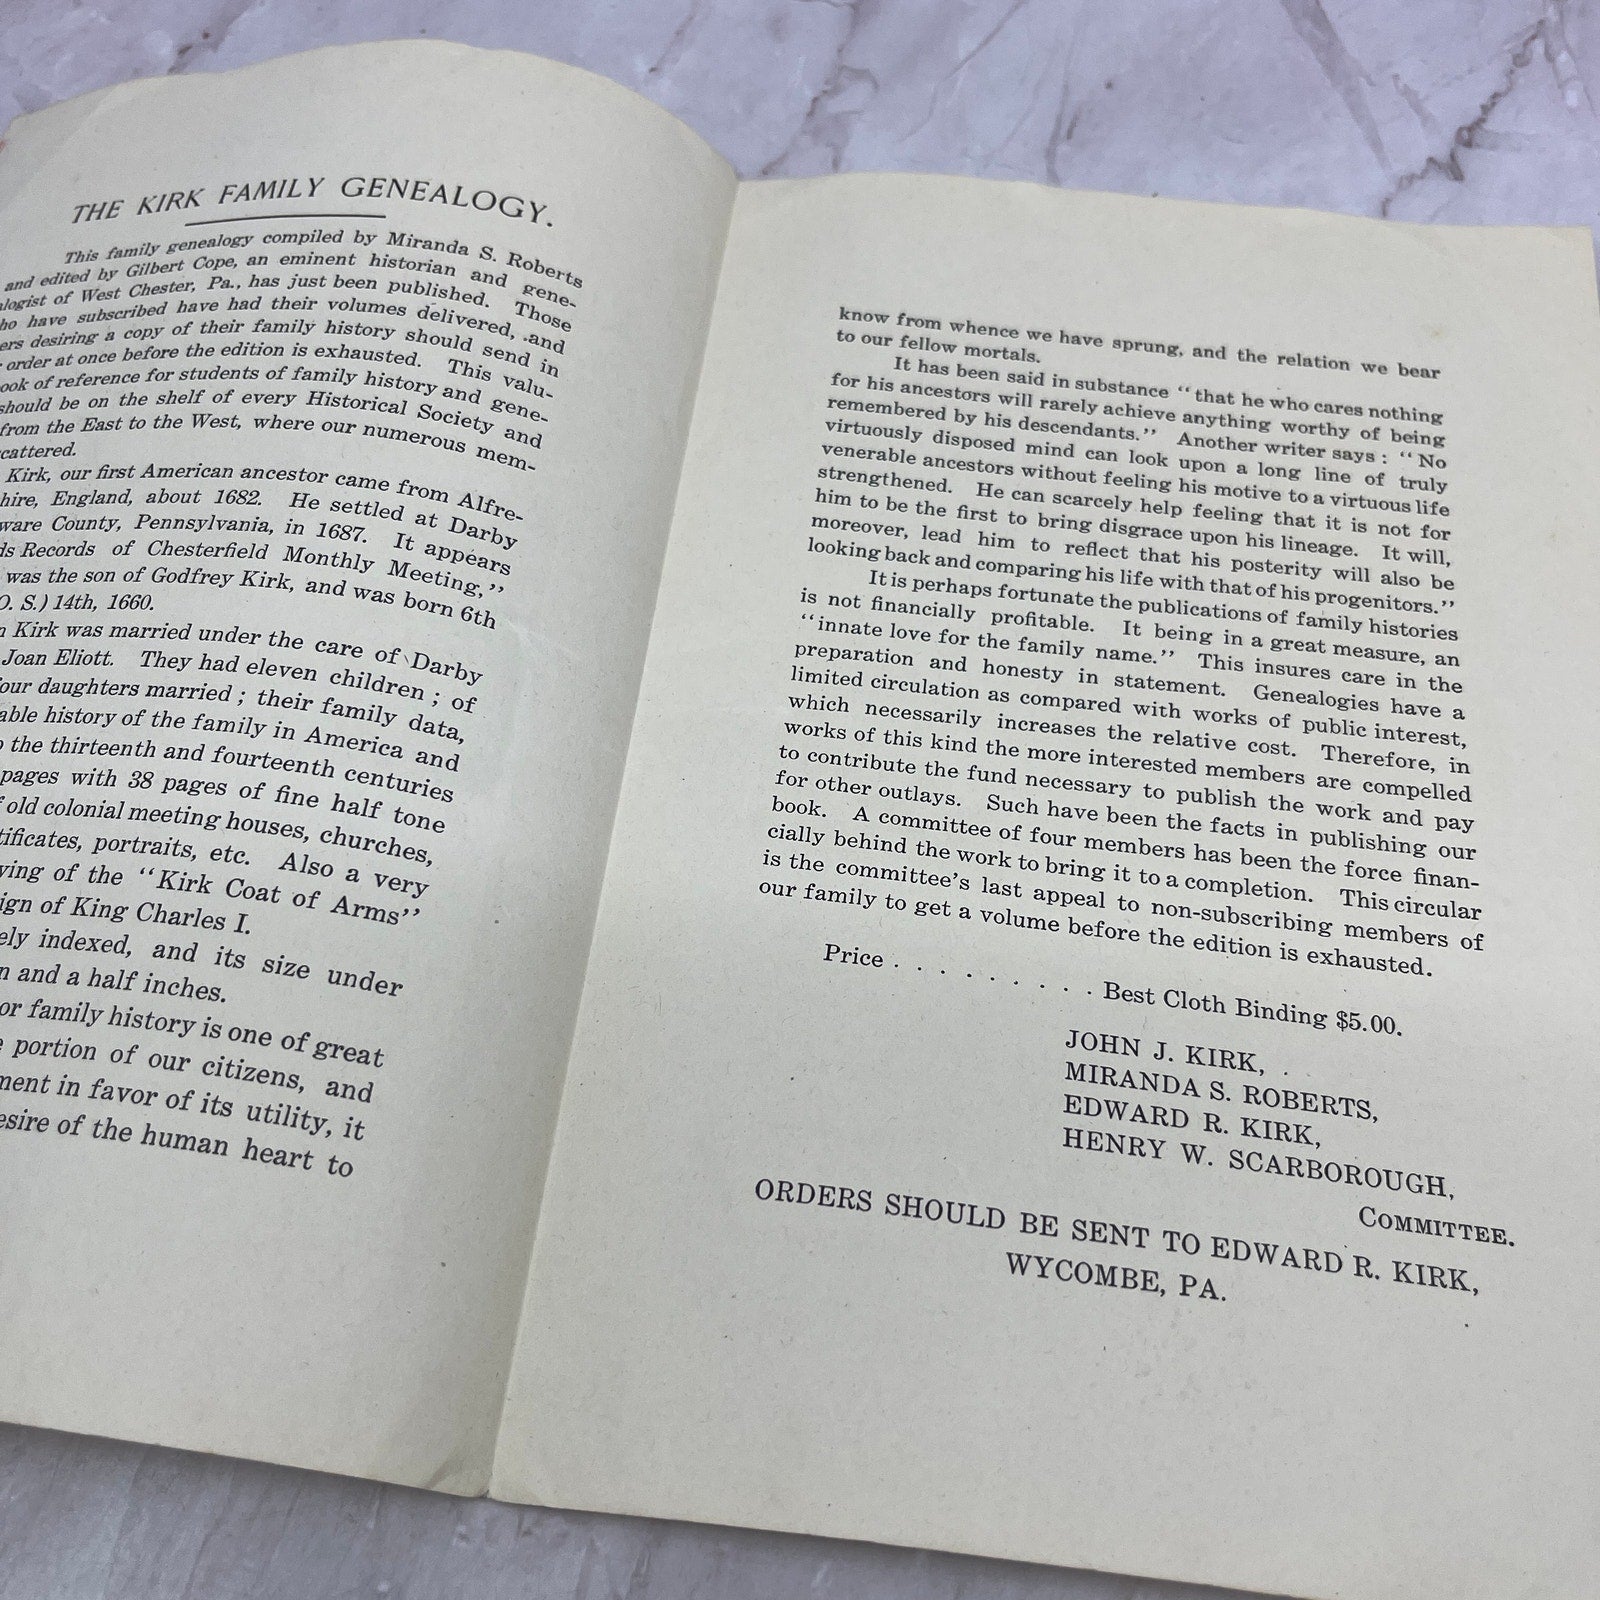 THE KIRK FAMILY GENEALOGY.
This family genealogy compiled by Miranda S. Roberts
and edited by Gilbert Cope, an eminent historian and gene-
logist of West Chester, Pa., has just been published. Those
have subscribed have had their volumes delivered, and
desiring a copy of their family history should send in
order at once before the edition is exhausted. This valu-
of reference for students of family history and gene-
should be on the shelf of every Historical Society and
from the East to the West, where our numerous mem-
cattered.
Kirk, our first American ancestor came from Alfre-
hire, England, about 1682. He settled at Darby
ware County, Pennsylvania, in 1687. It appears
ds Records of Chesterfield Monthly Meeting,”
was the son of Godfrey Kirk, and was born 6th
O. S.) 14th, 1660.
n Kirk was married under the care of Darby
Joan Eliott. They had eleven children ; of
our daughters married ; their family data,
able history of the family in America and
the thirteenth and fourteenth centuries
pages with 38 pages of fine half tone
f old colonial meeting houses, churches,
tificates, portraits, etc. Also a very
ving of the “Kirk Coat of Arms”
ign of King Charles I.
ely indexed, and its size under
n and a half inches.
or family history is one of great
portion of our citizens, and
ment in favor of its utility, it
esire of the human heart to
know from whence we have sprung, and the relation we bear
to our fellow mortals.
It has been said in substance “that he who cares nothing
for his ancestors will rarely achieve anything worthy of being
remembered by his descendants.” Another writer says : “No
virtuously disposed mind can look upon a long line of truly
venerable ancestors without feeling his motive to a virtuous life
strengthened. He can scarcely help feeling that it is not for
him to be the first to bring disgrace upon his lineage. It will,
moreover, lead him to reflect that his posterity will also be
looking back and comparing his life with that of his progenitors.”
It is perhaps fortunate the publications of family histories
is not financially profitable. It being in a great measure, an
“innate love for the family name.” This insures care in the
preparation and honesty in statement. Genealogies have a
limited circulation as compared with works of public interest,
which necessarily increases the relative cost. Therefore, in
works of this kind the more interested members are compelled
to contribute the fund necessary to publish the work and pay
for other outlays. Such have been the facts in publishing our
book. A committee of four members has been the force finan-
cially behind the work to bring it to a completion. This circular
is the committee’s last appeal to non-subscribing members of
our family to get a volume before the edition is exhausted.
Price . . . . . . . . . Best Cloth Binding $5.00.
JOHN J. KIRK,
MIRANDA S. ROBERTS,
EDWARD R. KIRK,
HENRY W. SCARBOROUGH,
COMMITTEE.
ORDERS SHOULD BE SENT TO EDWARD R. KIRK,
WYCOMBE, PA.